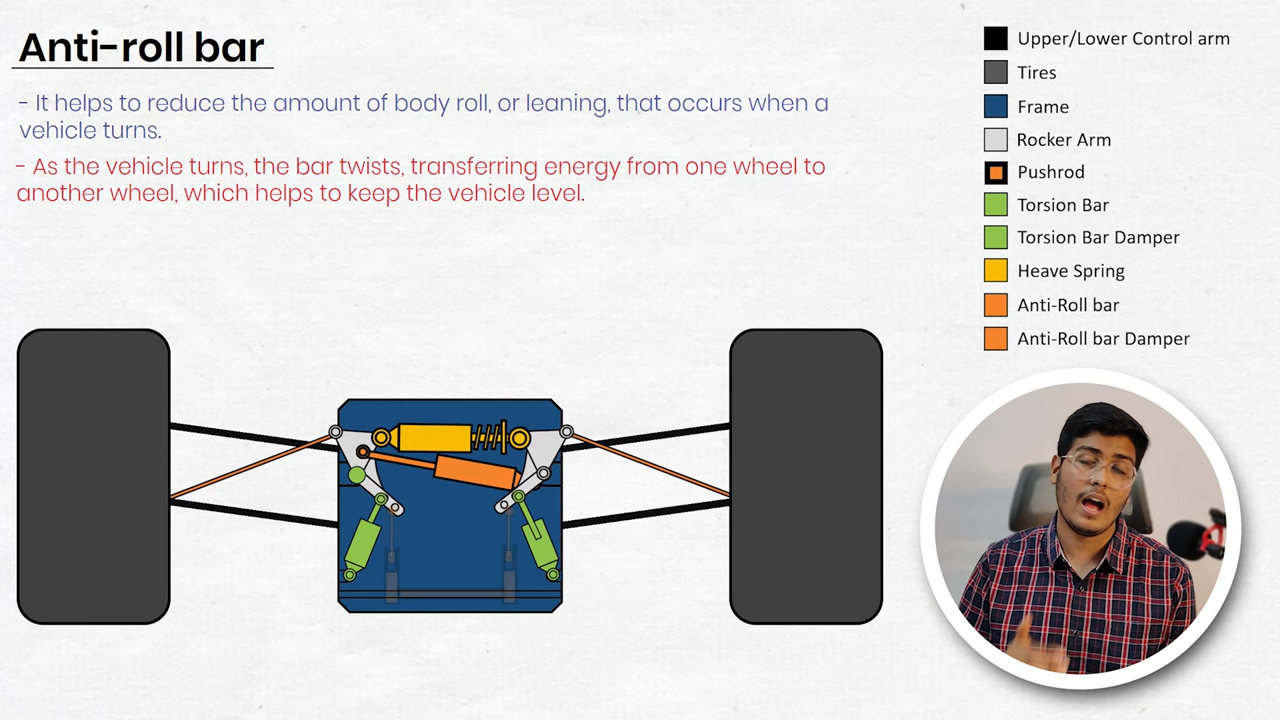 Anti-roll bar
- It helps to reduce the amount of body roll, or leaning, that occurs when a
vehicle turns.
- As the vehicle turns, the bar twists, transferring energy from one wheel to
another wheel, which helps to keep the vehicle level.
Upper/Lower Control arm
Tires
Frame
Rocker Arm
Pushrod
Torsion Bar
Torsion Bar Damper
Heave Spring
Anti-Roll bar
Anti-Roll bar Damper